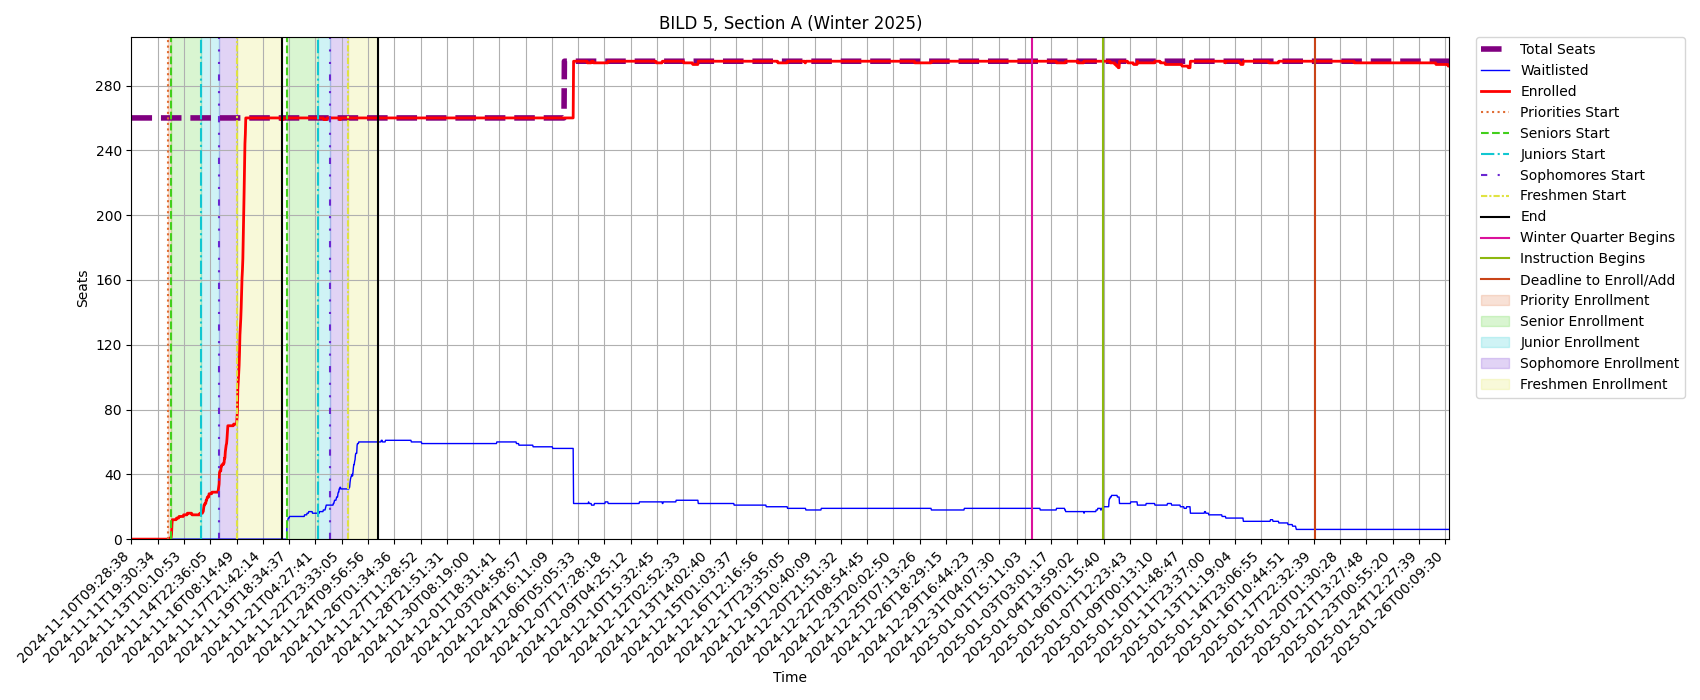 BILD 5, Section A (Winter 2025)
Seats
280
240
200
160
120
80
40
0
2024-11-10T09:28:38
2024-11-11T19:30:34
2024-11-13T10:10:53
2024-11-14T22:36:05
2024-11-16T08:14:49
2024-11-17T21:42:14
2024-11-19T18:34:37
2024-11-21T04:27:41
2024-11-22T23:33:05
2024-11-24T09:56:56
2024-11-26T01:34:36
2024-11-27T11:28:52
2024-11-28T21:51:31
2024-11-30T08:19:00
2024-12-01T18:31:41
2024-12-03T04:58:57
2024-12-04T16:11:09
2024-12-06T05:05:33
2024-12-07T17:28:18
2024-12-09T04:25:12
2024-12-10T15:32:45
2024-12-12T02:52:33
2024-12-13T14:02:40
2024-12-15T01:03:37
2024-12-16T12:16:56
2024-12-17T23:35:05
2024-12-19T10:40:09
2024-12-20T21:51:32
2024-12-22T08:54:45
2024-12-23T20:02:50
2024-12-25T07:13:26
2024-12-26T18:29:15
2024-12-29T16:44:23
2024-12-31T04:07:30
2025-01-01T15:11:03
2025-01-03T03:01:17
2025-01-04T13:59:02
2025-01-06T01:15:40
2025-01-07T12:23:43
2025-01-09T00:13:10
2025-01-10T11:48:47
2025-01-11T23:37:00
2025-01-13T11:19:04
2025-01-14T23:06:55
2025-01-16T10:44:51
2025-01-17T22:32:39
2025-01-20T01:30:28
2025-01-21T13:27:48
2025-01-23T00:55:20
2025-01-24T12:27:39
2025-01-26T00:09:30
Time
Total Seats
Waitlisted
Enrolled
Priorities Start
Seniors Start
Juniors Start
Sophomores Start
Freshmen Start
End
Winter Quarter Begins
Instruction Begins
Deadline to Enroll/Add
Priority Enrollment
Senior Enrollment
Junior Enrollment
Sophomore Enrollment
Freshmen Enrollment